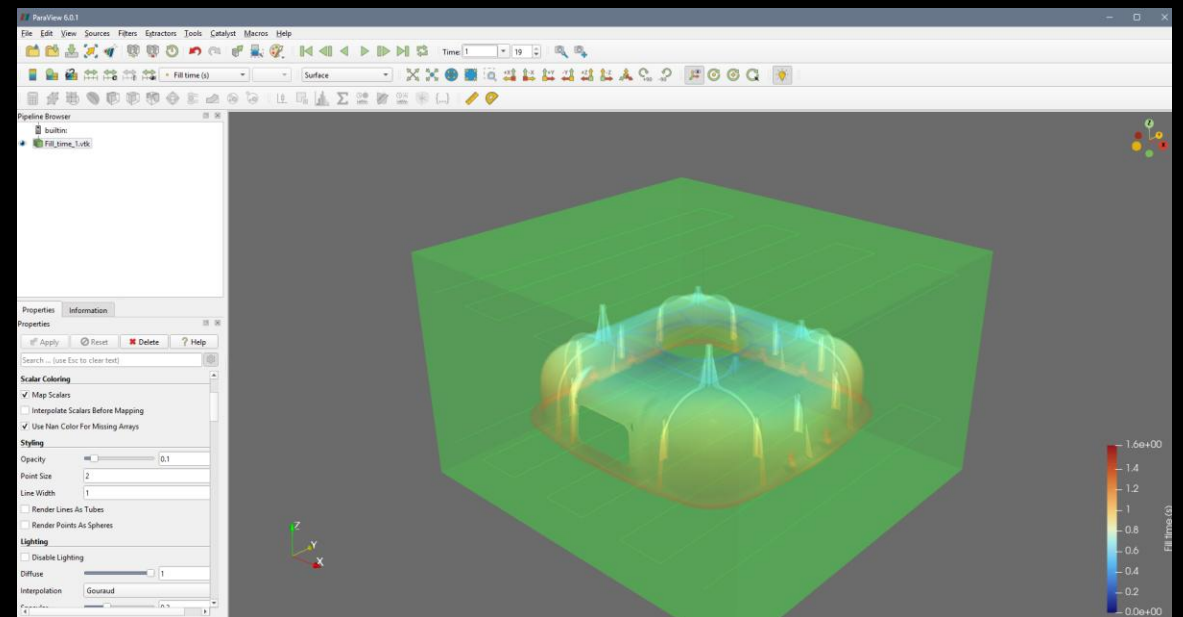 ParaView 6.0.1
File Edit View Sources Filters Extractors Tools Catalyst Macros Help
Time: 1 19
Fill time (s) Surface
Pipeline Browser
builtin:
Fill_time_1.vtk
Properties Information
Properties
Apply Reset Delete Help
Search ... (use Esc to clear text)
Scalar Coloring
Map Scalars
Interpolate Scalars Before Mapping
Use Nan Color For Missing Arrays
Styling
Opacity 0.1
Point Size 2
Line Width 1
Render Lines As Tubes
Render Points As Spheres
Lighting
Disable Lighting
Diffuse 1
Interpolation Gouraud
Z
Y
X
Z
1.6e+00
1.4
1.2
1
0.8
0.6
0.4
0.2
0.0e+00
Fill time (s)